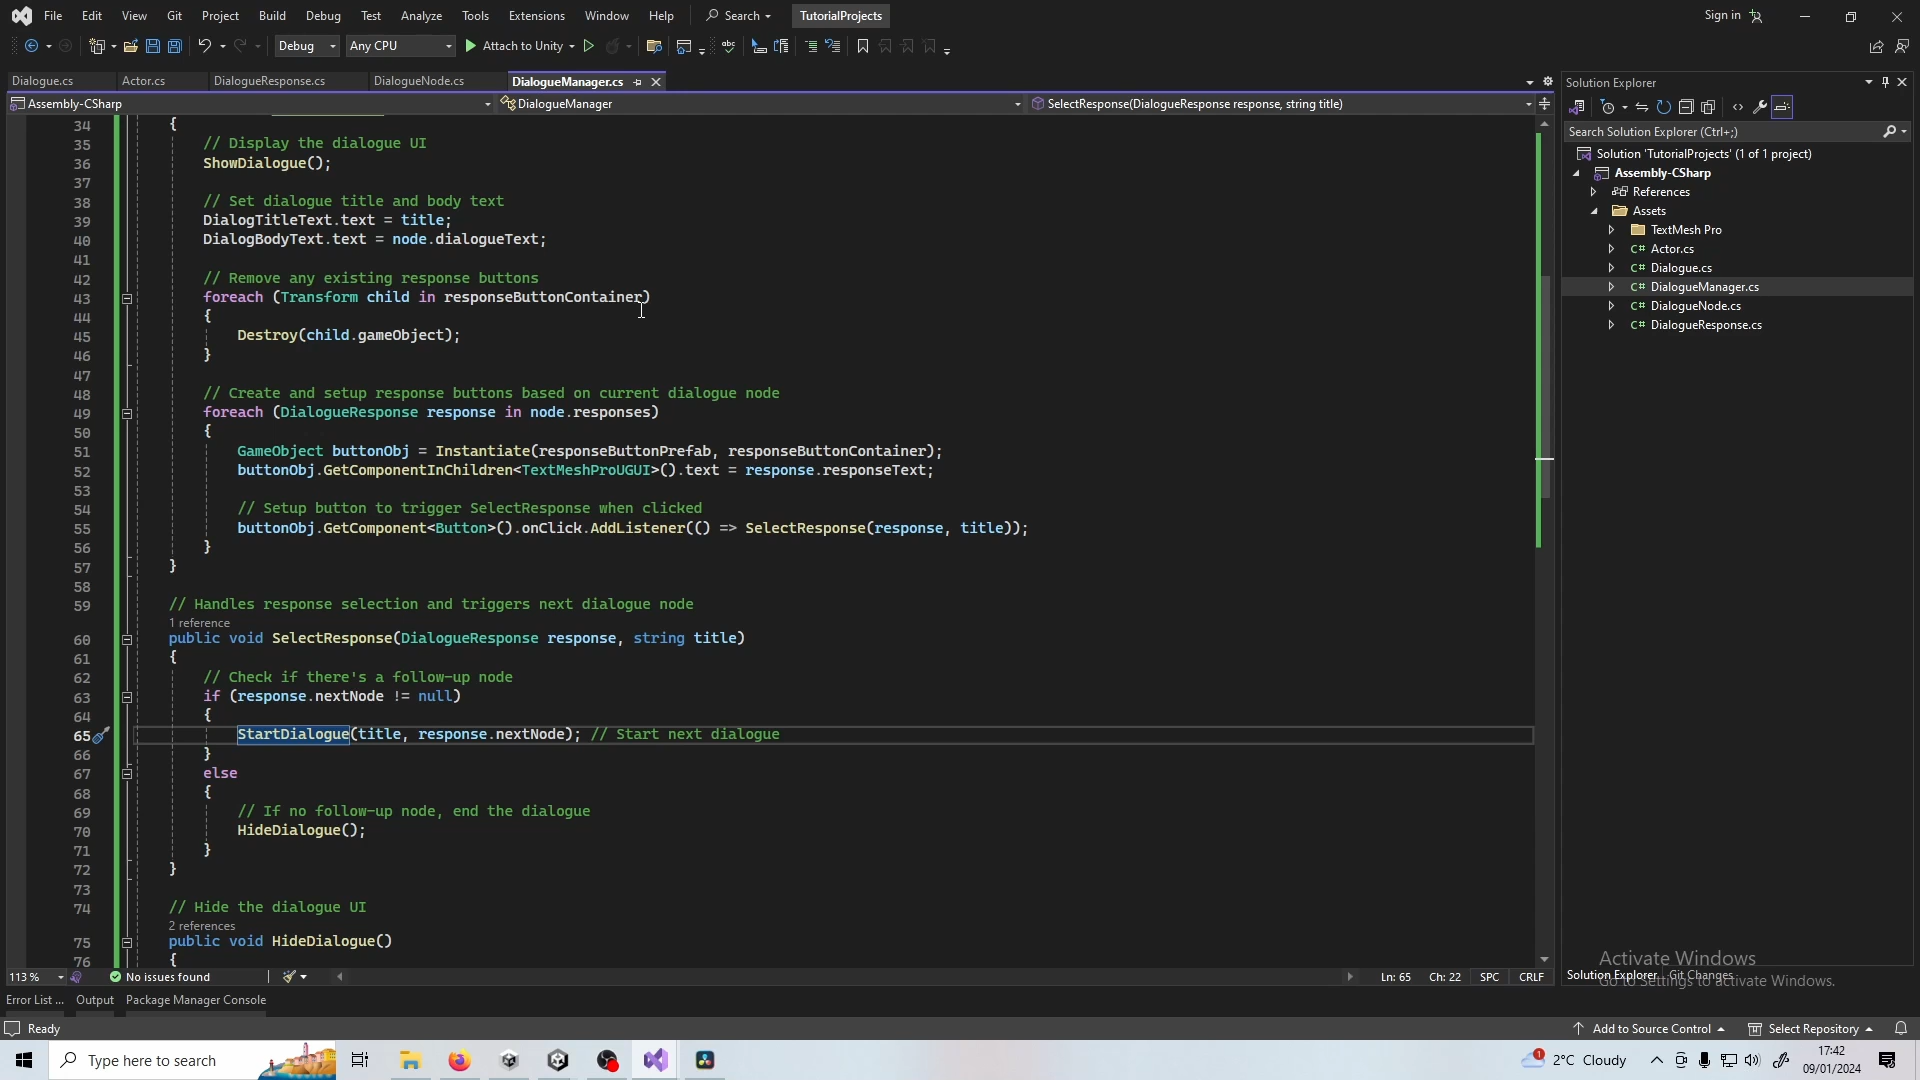 File Edit View Git Project Build Debug Test Analyze Tools Extensions Window Help Search TutorialProjects Sign in
Debug Any CPU Attach to Unity
Dialogue.cs Actor.cs DialogueResponse.cs DialogueNode.cs DialogueManager.cs
Assembly-CSharp DialogueManager SelectResponse(DialogueResponse response, string title)
34 {
35 // Display the dialogue UI
36 ShowDialogue();
37
38 // Set dialogue title and body text
39 DialogTitleText.text = title;
40 DialogBodyText.text = node.dialogueText;
41
42 // Remove any existing response buttons
43 foreach (Transform child in responseButtonContainer)
44 {
45 Destroy(child.gameObject);
46 }
47
48 // Create and setup response buttons based on current dialogue node
49 foreach (DialogueResponse response in node.responses)
50 {
51 GameObject buttonObj = Instantiate(responseButtonPrefab, responseButtonContainer);
52 buttonObj.GetComponentInChildren<TextMeshProUGUI>().text = response.responseText;
53
54 // Setup button to trigger SelectResponse when clicked
55 buttonObj.GetComponent<Button>().onClick.AddListener(() => SelectResponse(response, title));
56 }
57 }
58
59 // Handles response selection and triggers next dialogue node
1 reference
60 public void SelectResponse(DialogueResponse response, string title)
61 {
62 // Check if there's a follow-up node
63 if (response.nextNode != null)
64 {
65 StartDialogue(title, response.nextNode); // Start next dialogue
66 }
67 else
68 {
69 // If no follow-up node, end the dialogue
70 HideDialogue();
71 }
72 }
73
74 // Hide the dialogue UI
2 references
75 public void HideDialogue()
76 {
113 % No issues found Ln: 65 Ch: 22 SPC CRLF
Error List ... Output Package Manager Console
Solution Explorer
Search Solution Explorer (Ctrl+;)
Solution 'TutorialProjects' (1 of 1 project)
Assembly-CSharp
References
Assets
TextMesh Pro
C# Actor.cs
C# Dialogue.cs
C# DialogueManager.cs
C# DialogueNode.cs
C# DialogueResponse.cs
Activate Windows
Solution Explorer Git Changes
Go to Settings to activate Windows.
Ready Add to Source Control Select Repository
Type here to search 1 2°C Cloudy 17:42
09/01/2024